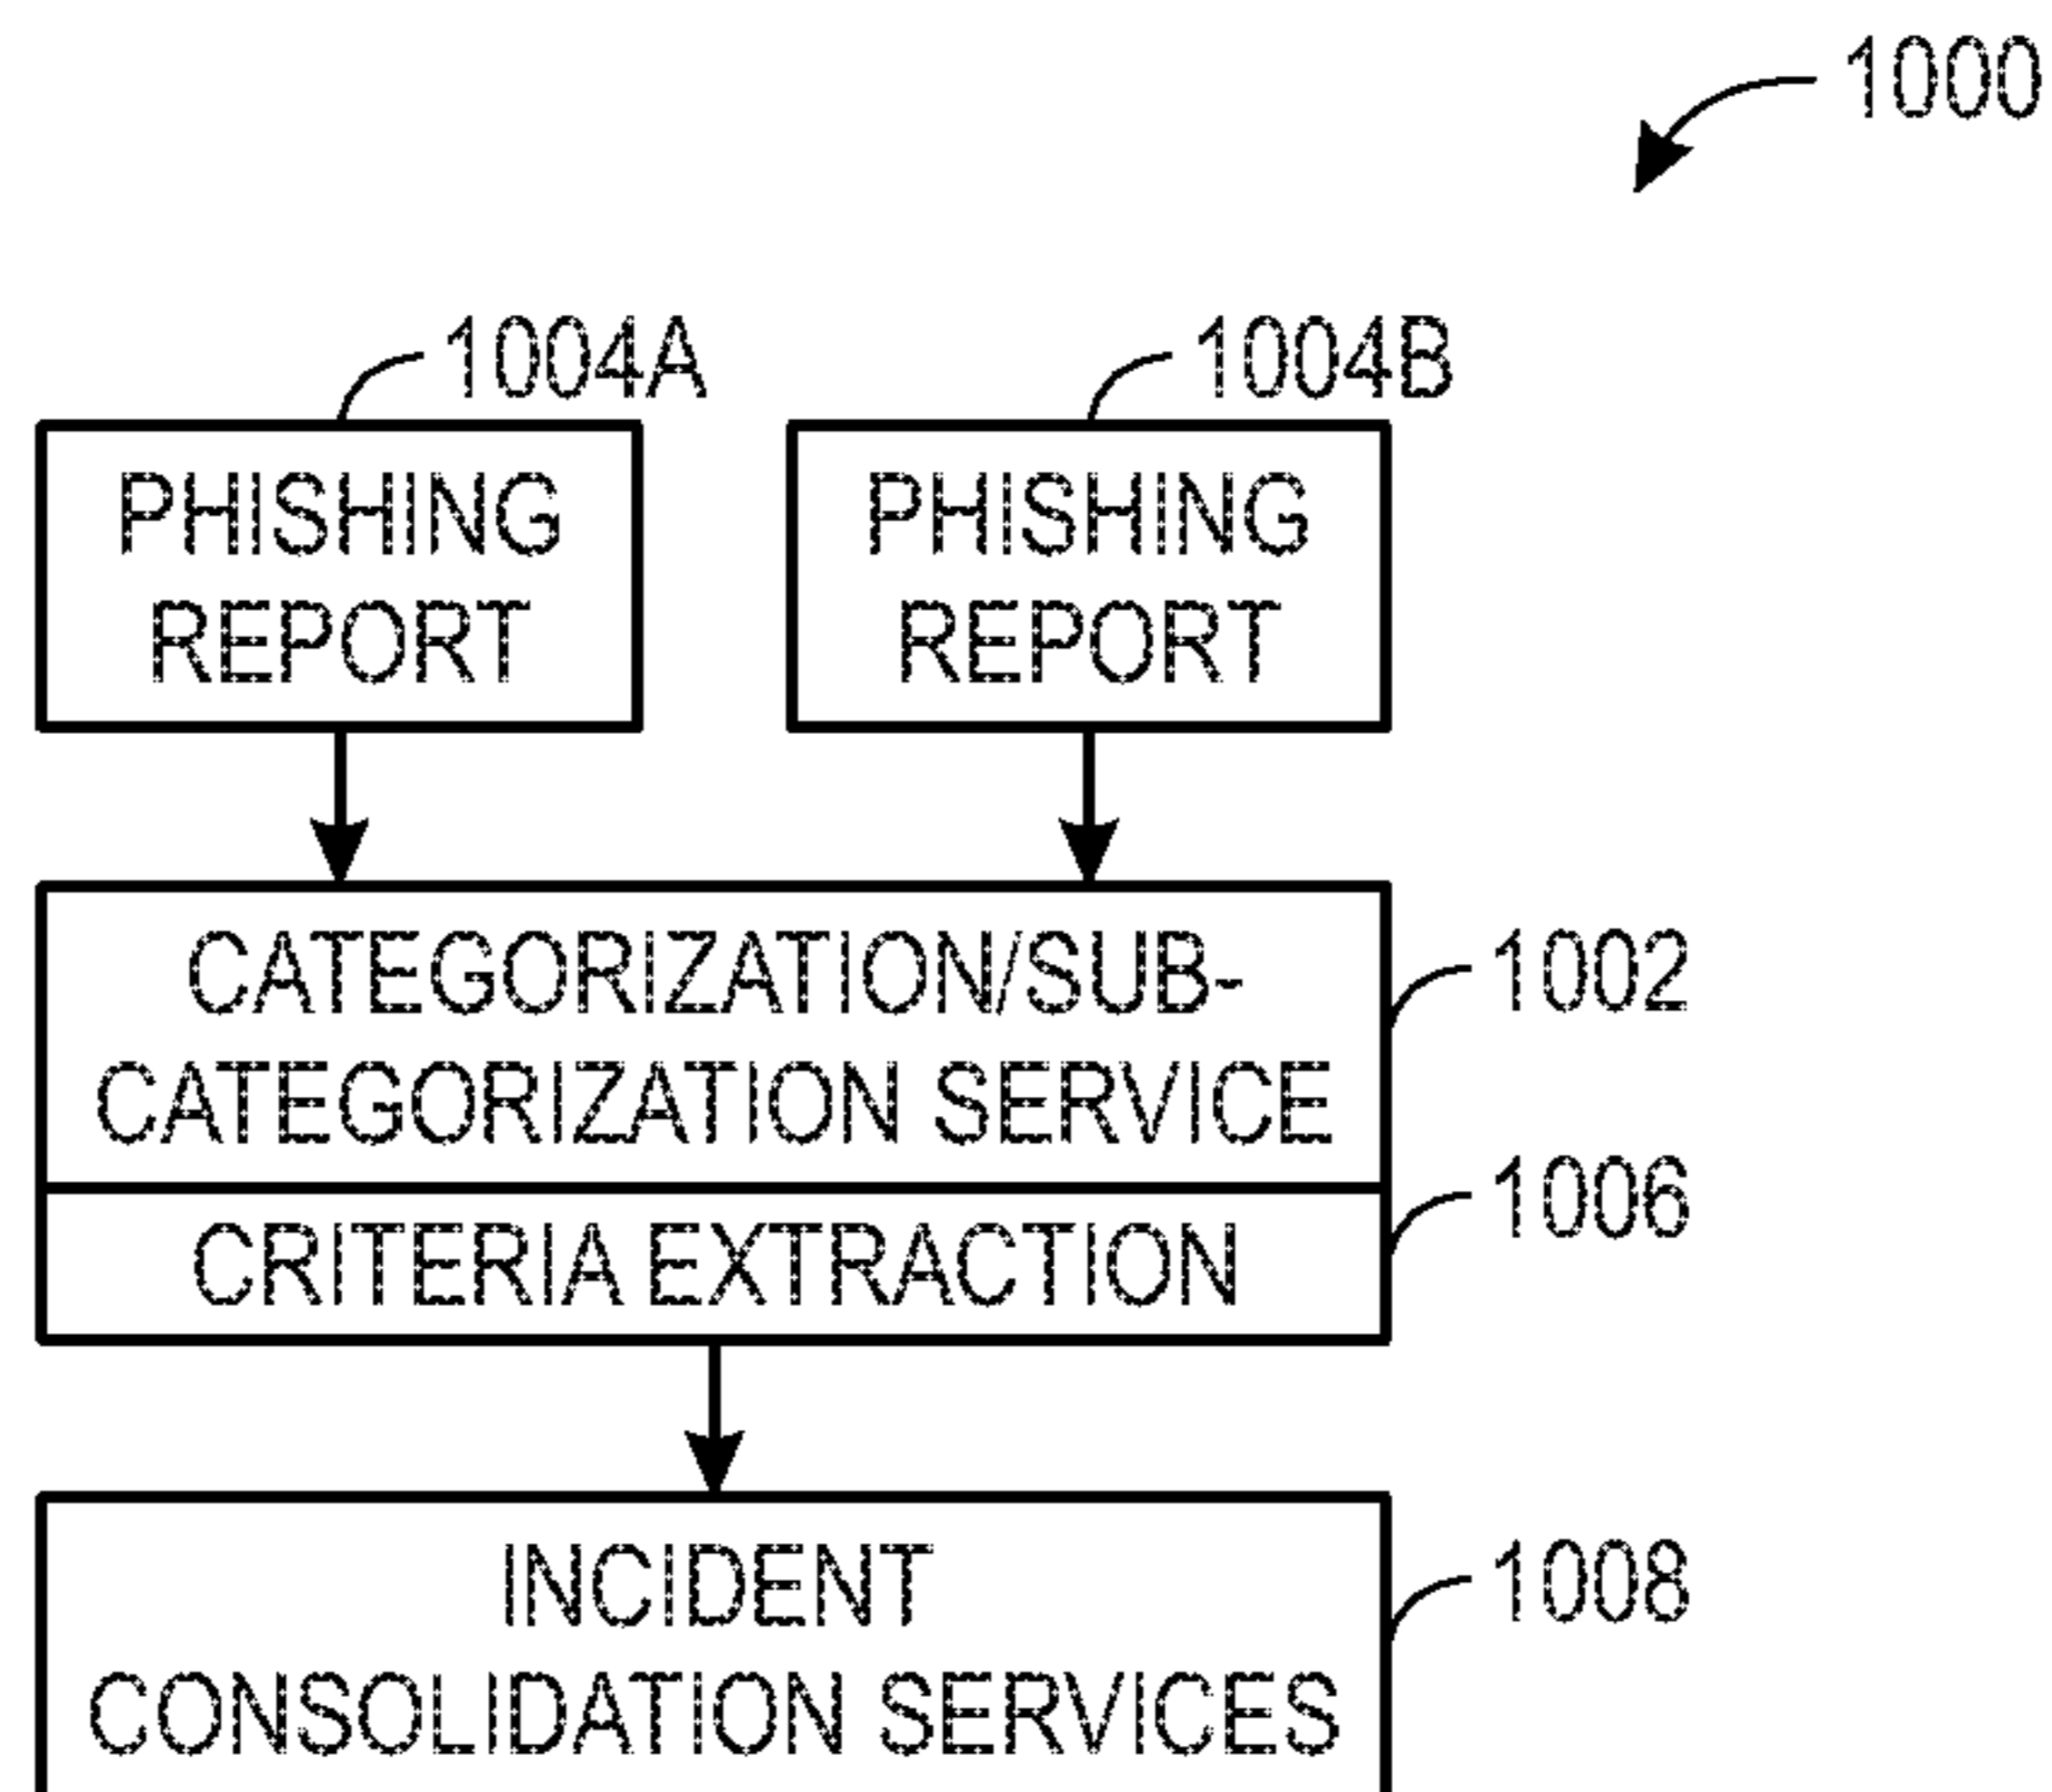 1000
1004A
1004B
PHISHING
REPORT
PHISHING
REPORT
CATEGORIZATION/SUB-
CATEGORIZATION SERVICE
1002
CRITERIA EXTRACTION
1006
INCIDENT
CONSOLIDATION SERVICES
1008